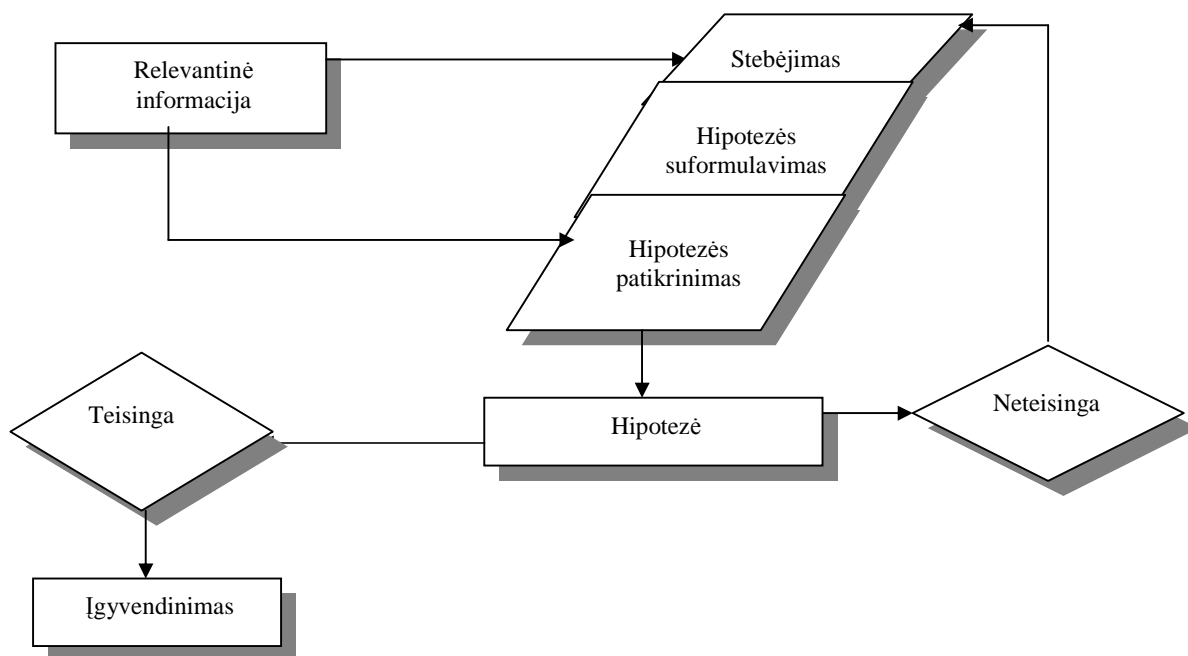 Relevantinė
informacija
Stebėjimas
Hipotezės
suformulavimas
Hipotezės
patikrinimas
Teisinga
Hipotezė
Neteisinga
Įgyvendinimas